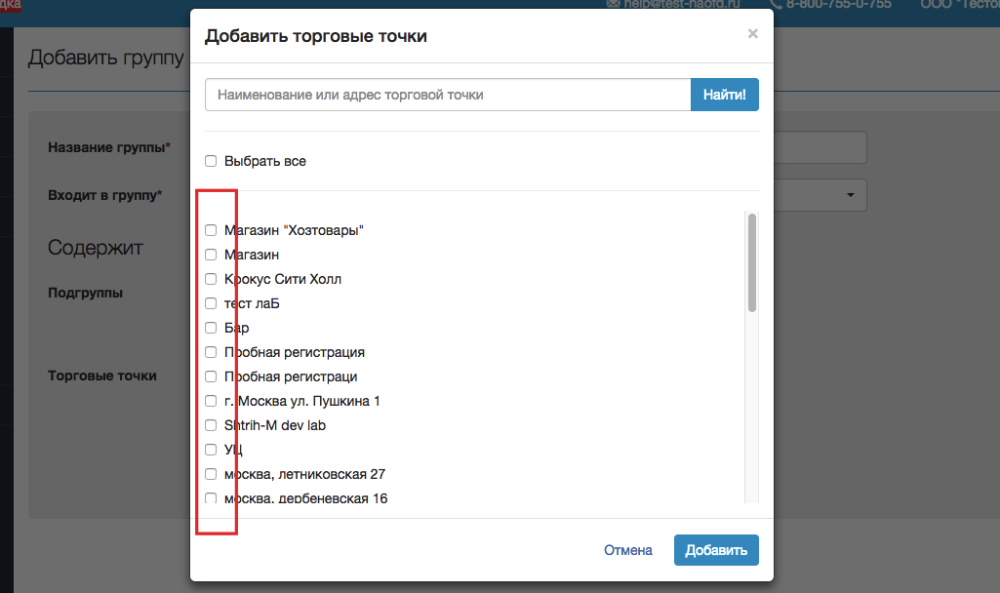 дка
help@test-naofd.ru
8-800-755-0-755
ООО "Тестов
Добавить торговые точки
×
Добавить группу
Наименование или адрес торговой точки
Найти!
Название группы*
Выбрать все
Входит в группу*
Магазин "Хозтовары"
Содержит
Магазин
Крокус Сити Холл
Подгруппы
тест лаБ
Бар
Пробная регистрация
Торговые точки
Пробная регистраци
г. Москва ул. Пушкина 1
Shtrih-M dev lab
УЦ
москва, летниковская 27
москва, дербеневская 16
Отмена
Добавить